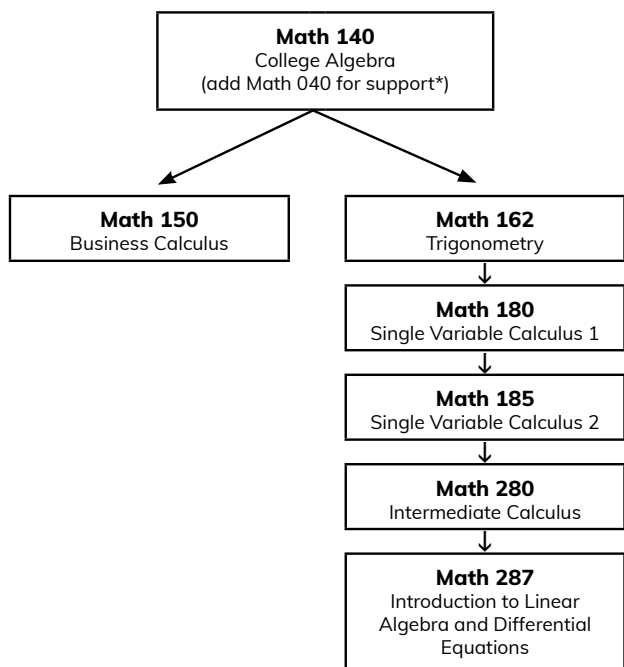 Math 140
College Algebra
(add Math 040 for support*)
Math 150
Business Calculus
Math 162
Trigonometry
Math 180
Single Variable Calculus 1
Math 185
Single Variable Calculus 2
Math 280
Intermediate Calculus
Math 287
Introduction to Linear
Algebra and Differential
Equations